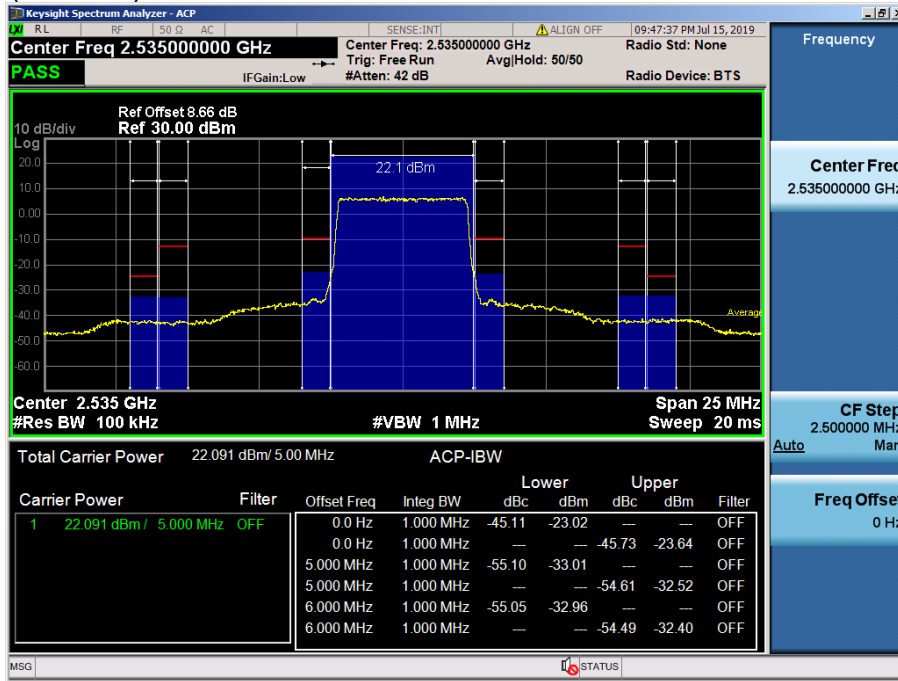 Keysight Spectrum Analyzer - ACP
LXI RL RF 50 Ω AC SENSE:INT ALIGN OFF 09:47:37 PM Jul 15, 2019
Center Freq 2.535000000 GHz
Center Freq: 2.535000000 GHz
Radio Std: None
Trig: Free Run Avg|Hold: 50/50
PASS
IFGain:Low
#Atten: 42 dB
Radio Device: BTS
Frequency
Ref Offset 8.66 dB
10 dB/div Ref 30.00 dBm
Log
20.0
22.1 dBm
10.0
0.00
-10.0
-20.0
-30.0
-40.0
Average
-50.0
-60.0
Center 2.535 GHz Span 25 MHz
#Res BW 100 kHz #VBW 1 MHz Sweep 20 ms
Center Freq
2.535000000 GHz
CF Step
2.500000 MHz
Auto Man
Freq Offset
0 Hz
Total Carrier Power 22.091 dBm/ 5.00 MHz ACP-IBW
Lower Upper
Carrier Power Filter Offset Freq Integ BW dBc dBm dBc dBm Filter
1 22.091 dBm / 5.000 MHz OFF
0.0 Hz 1.000 MHz -45.11 -23.02 --- --- OFF
0.0 Hz 1.000 MHz --- --- -45.73 -23.64 OFF
5.000 MHz 1.000 MHz -55.10 -33.01 --- --- OFF
5.000 MHz 1.000 MHz --- --- -54.61 -32.52 OFF
6.000 MHz 1.000 MHz -55.05 -32.96 --- --- OFF
6.000 MHz 1.000 MHz --- --- -54.49 -32.40 OFF
MSG STATUS